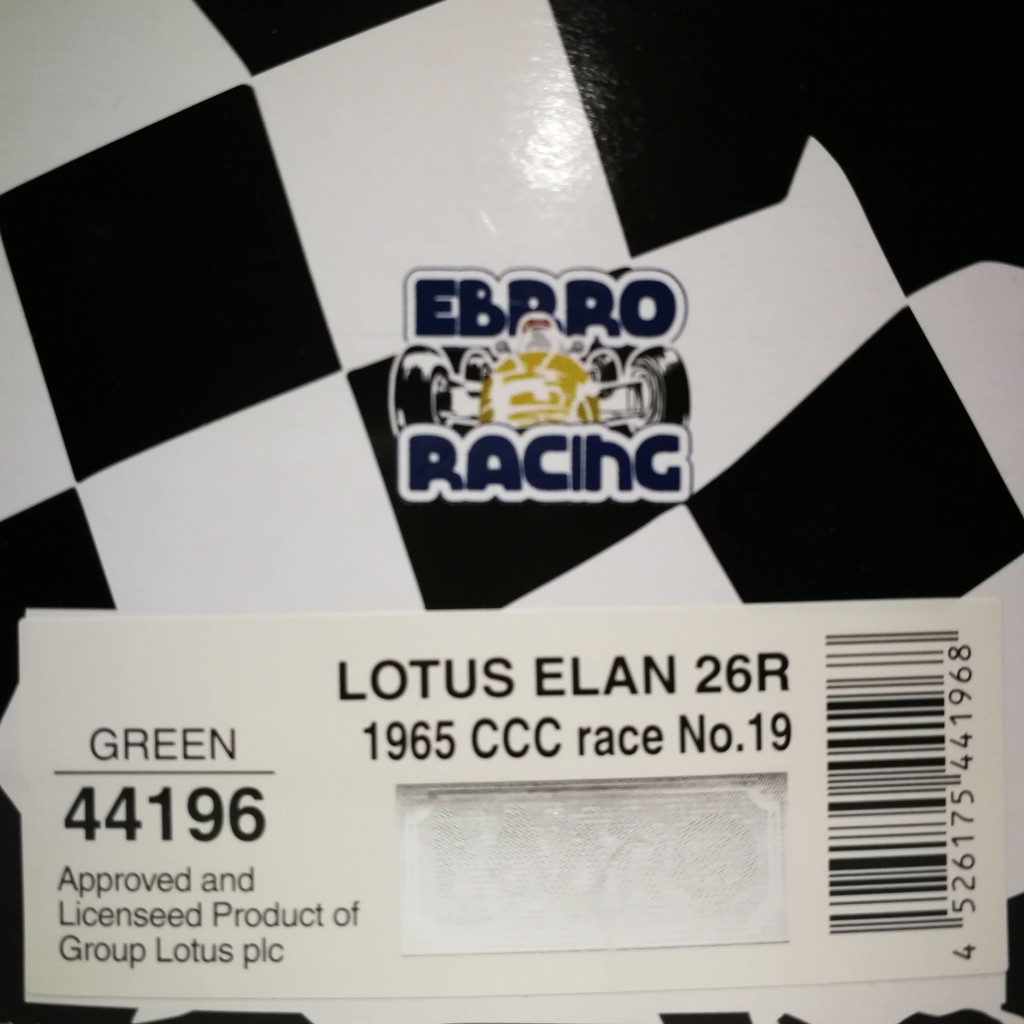 EBRRO
RACING
LOTUS ELAN 26R
1965 CCC race No.19
GREEN
44196
Approved and
Licenseed Product of
Group Lotus plc
4 526175 441968